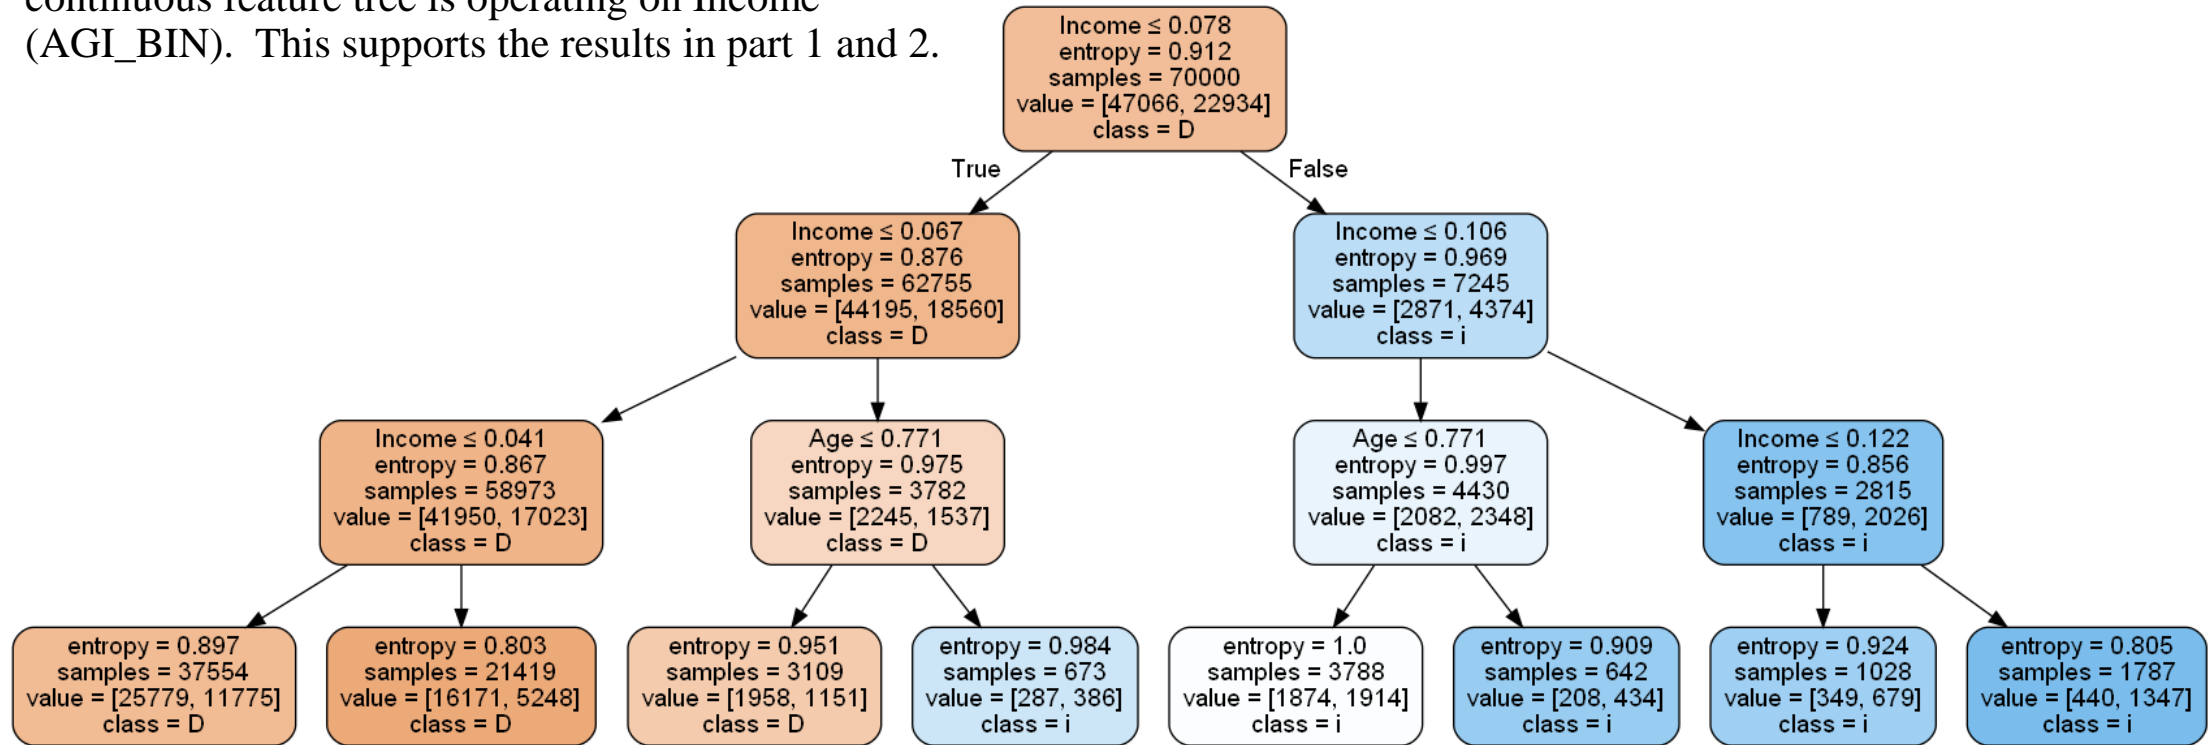 continuous feature tree is operating on Income
(AGI_BIN).  This supports the results in part 1 and 2.
Income ≤ 0.078
entropy = 0.912
samples = 70000
value = [47066, 22934]
class = D
True
False
Income ≤ 0.067
entropy = 0.876
samples = 62755
value = [44195, 18560]
class = D
Income ≤ 0.106
entropy = 0.969
samples = 7245
value = [2871, 4374]
class = i
Income ≤ 0.041
entropy = 0.867
samples = 58973
value = [41950, 17023]
class = D
Age ≤ 0.771
entropy = 0.975
samples = 3782
value = [2245, 1537]
class = D
Age ≤ 0.771
entropy = 0.997
samples = 4430
value = [2082, 2348]
class = i
Income ≤ 0.122
entropy = 0.856
samples = 2815
value = [789, 2026]
class = i
entropy = 0.897
samples = 37554
value = [25779, 11775]
class = D
entropy = 0.803
samples = 21419
value = [16171, 5248]
class = D
entropy = 0.951
samples = 3109
value = [1958, 1151]
class = D
entropy = 0.984
samples = 673
value = [287, 386]
class = i
entropy = 1.0
samples = 3788
value = [1874, 1914]
class = i
entropy = 0.909
samples = 642
value = [208, 434]
class = i
entropy = 0.924
samples = 1028
value = [349, 679]
class = i
entropy = 0.805
samples = 1787
value = [440, 1347]
class = i